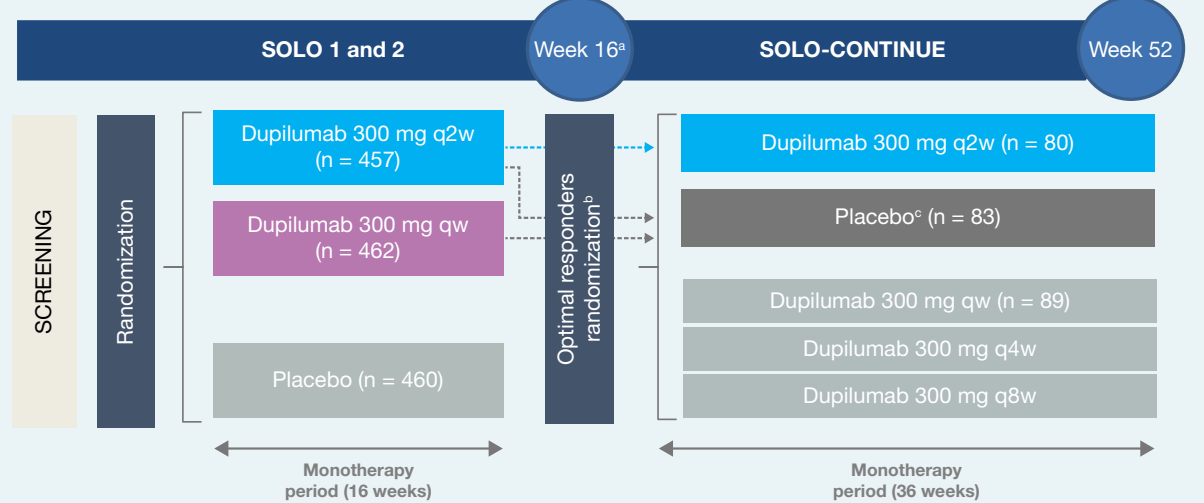 SOLO 1 and 2
Week 16ᵃ
SOLO-CONTINUE
Week 52
SCREENING
Randomization
Dupilumab 300 mg q2w
(n = 457)
Dupilumab 300 mg qw
(n = 462)
Placebo (n = 460)
Monotherapy
period (16 weeks)
Optimal responders
randomizationᵇ
Dupilumab 300 mg q2w (n = 80)
Placeboᶜ (n = 83)
Dupilumab 300 mg qw (n = 89)
Dupilumab 300 mg q4w
Dupilumab 300 mg q8w
Monotherapy
period (36 weeks)